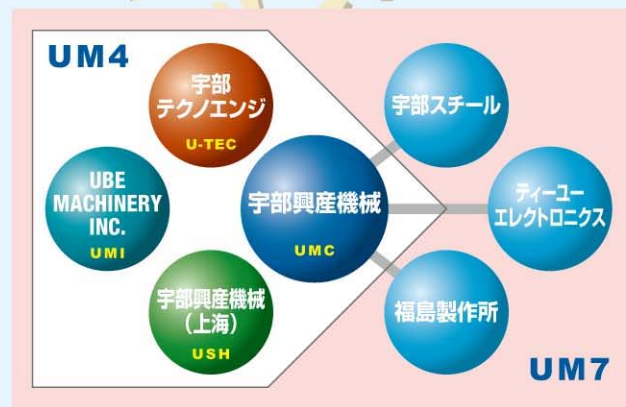 UM4
宇部
テクノエンジ
U-TEC
UBE
MACHINERY
INC.
UMI
宇部興産機械
(上海)
USH
宇部興産機械
UMC
宇部スチール
ティーユー
エレクトロニクス
福島製作所
UM7